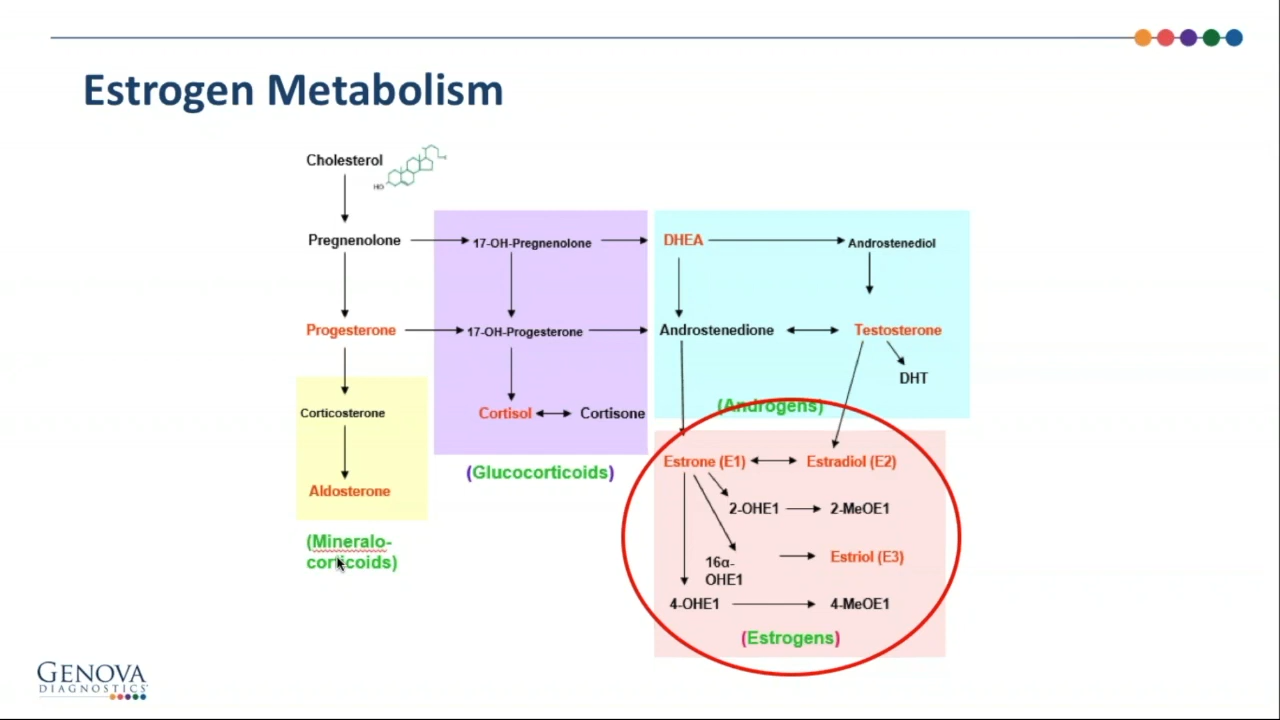 Estrogen Metabolism
Cholesterol
HO
Pregnenolone
17-OH-Pregnenolone
DHEA
Androstenediol
Progesterone
17-OH-Progesterone
Androstenedione
Testosterone
DHT
Corticosterone
Cortisol
Cortisone
(Androgens)
Estrone (E1)
Estradiol (E2)
(Glucocorticoids)
Aldosterone
2-OHE1
2-MeOE1
(Mineralo-
corticoids)
16α-
OHE1
Estriol (E3)
4-OHE1
4-MeOE1
(Estrogens)
GENOVA
DIAGNOSTICS